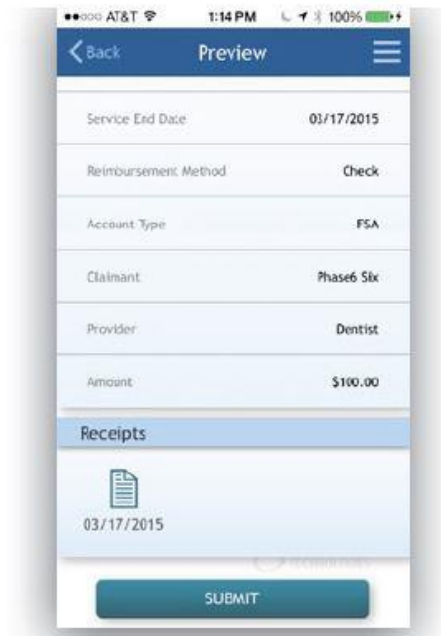 AT&T 1:14 PM 100%
Back Preview
Service End Date 03/17/2015
Reimbursement Method Check
Account Type FSA
Claimant Phase6 Six
Provider Dentist
Amount $100.00
Receipts
03/17/2015
TECHNOLOGIES
SUBMIT